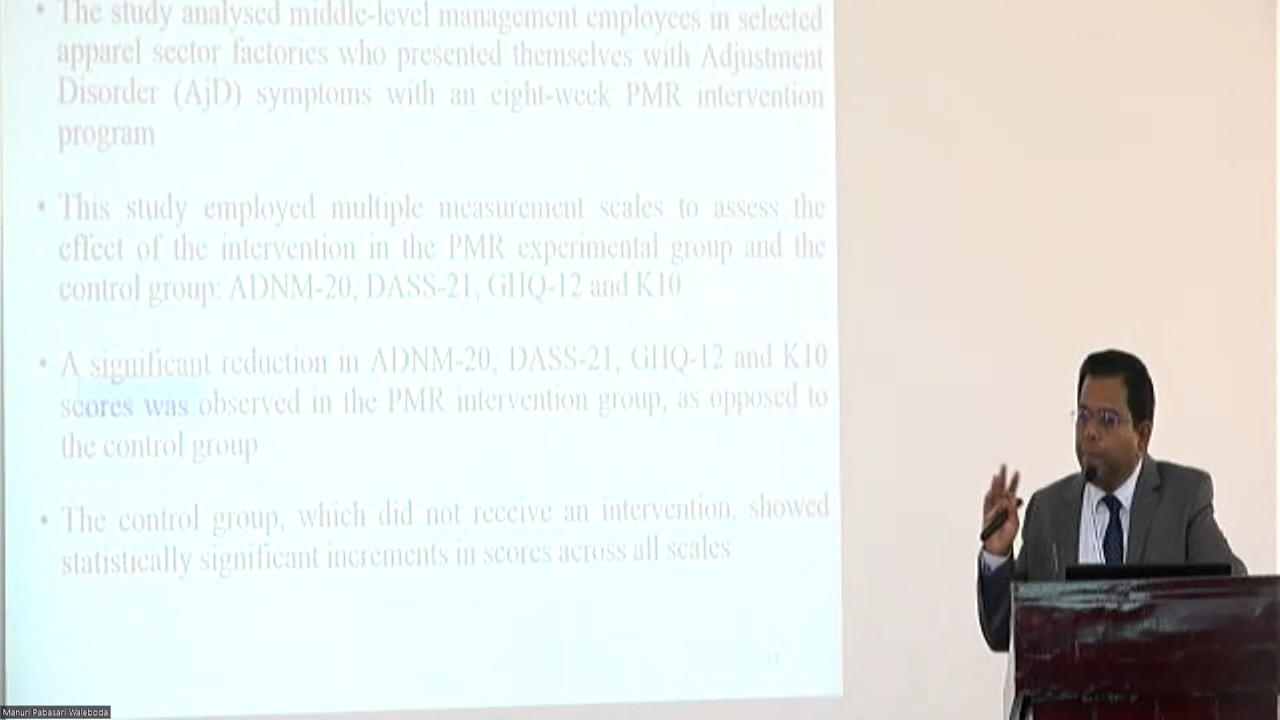 • The study analysed middle-level management employees in selected
apparel sector factories who presented themselves with Adjustment
Disorder (AjD) symptoms with an eight-week PMR intervention
program
• This study employed multiple measurement scales to assess the
effect of the intervention in the PMR experimental group and the
control group: ADNM-20, DASS-21, GHQ-12 and K10
• A significant reduction in ADNM-20, DASS-21, GHQ-12 and K10
scores was observed in the PMR intervention group, as opposed to
the control group
• The control group, which did not receive an intervention, showed
statistically significant increments in scores across all scales
Manuri Pabasari Waleboda